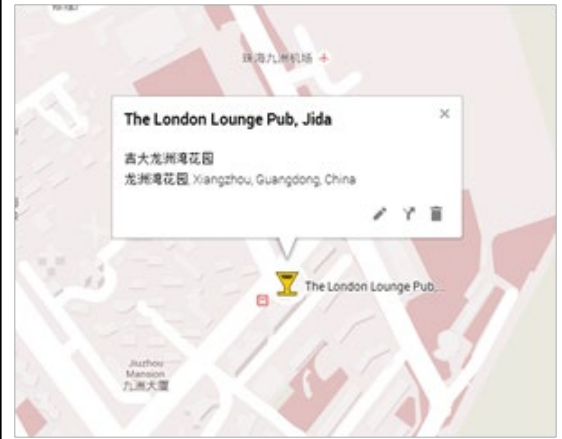 珠海九洲机场
The London Lounge Pub, Jida
吉大龙洲湾花园
龙洲湾花园, Xiangzhou, Guangdong, China
The London Lounge Pub,...
Jiuzhou
Mansion
九洲大厦